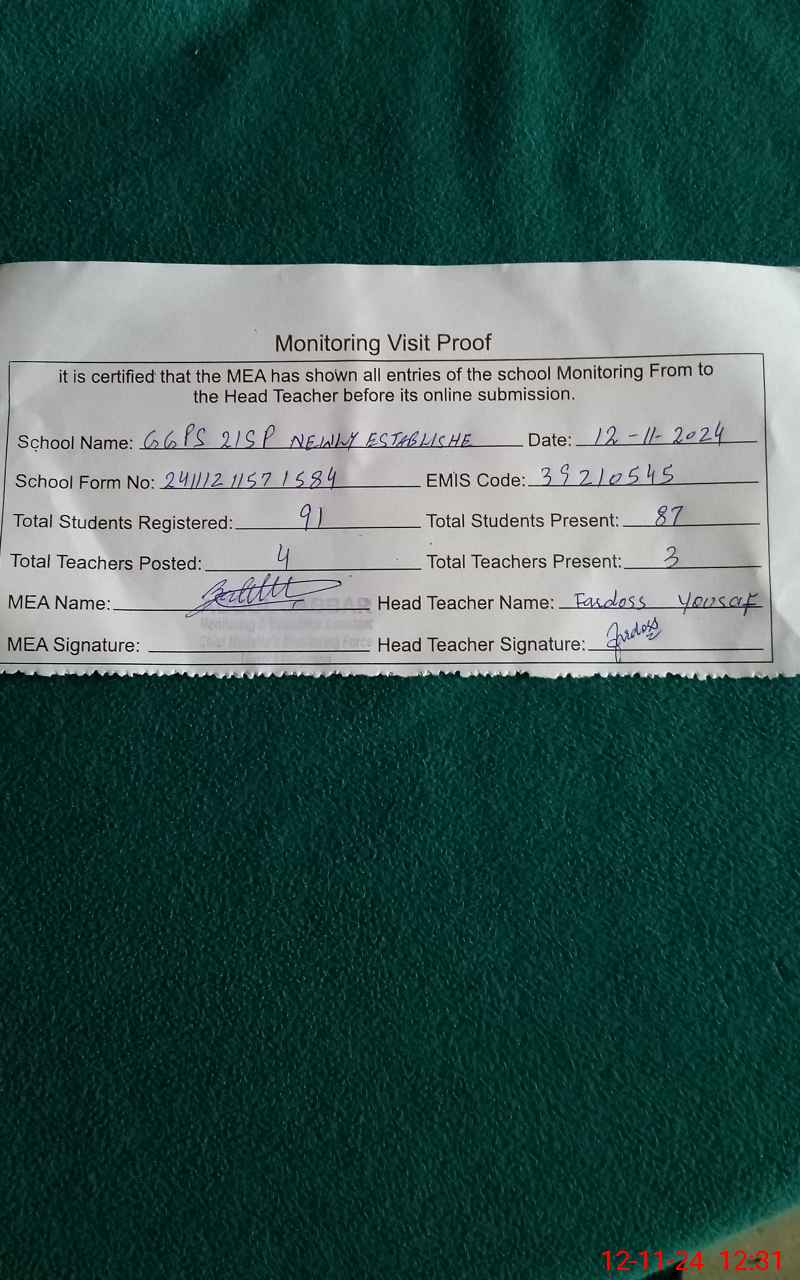 Monitoring Visit Proof
it is certified that the MEA has shown all entries of the school Monitoring From to
the Head Teacher before its online submission.
School Name: GGPS 21SP NEWLY ESTABLISHE Date: 12-11-2024
School Form No: 24111211571584 EMIS Code: 39210545
Total Students Registered: 91 Total Students Present: 87
Total Teachers Posted: 4 Total Teachers Present: 3
MEA Name: Head Teacher Name: Fardoss Yousaf
MEA Signature: Head Teacher Signature: Fardoss
12-11-24 12:31